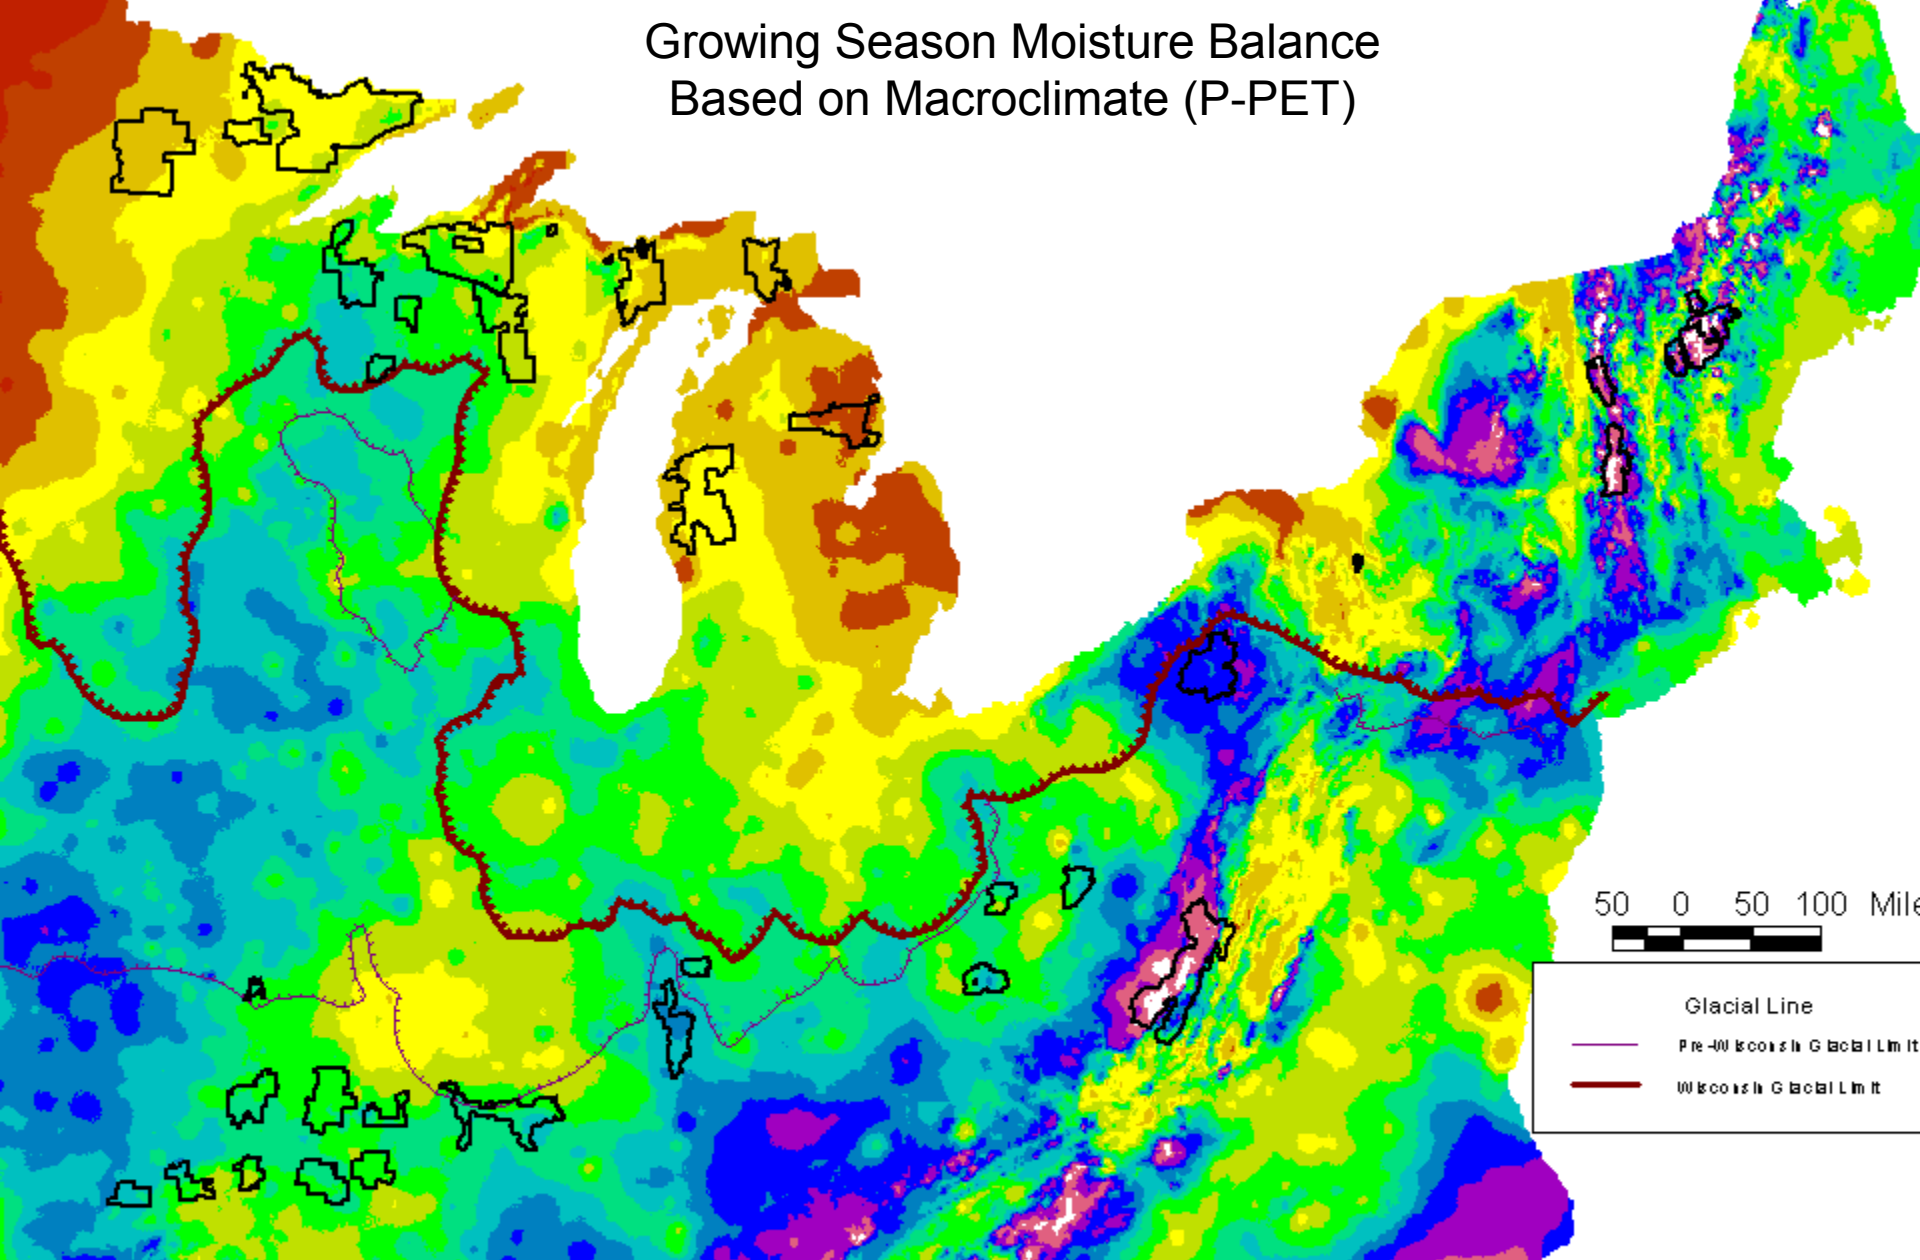 Growing Season Moisture Balance
Based on Macroclimate (P-PET)
50 0 50 100 Mile
Glacial Line
Pre-Wisconsin Glacial Limit
Wisconsin Glacial Limit